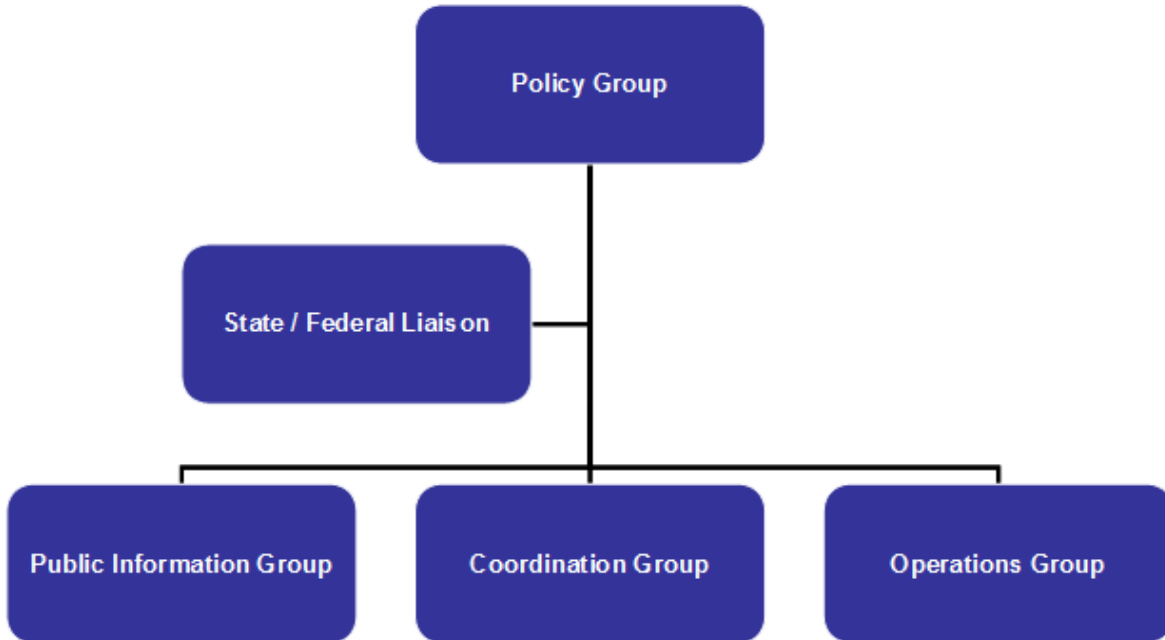 Policy Group
State / Federal Liaison
Public Information Group
Coordination Group
Operations Group